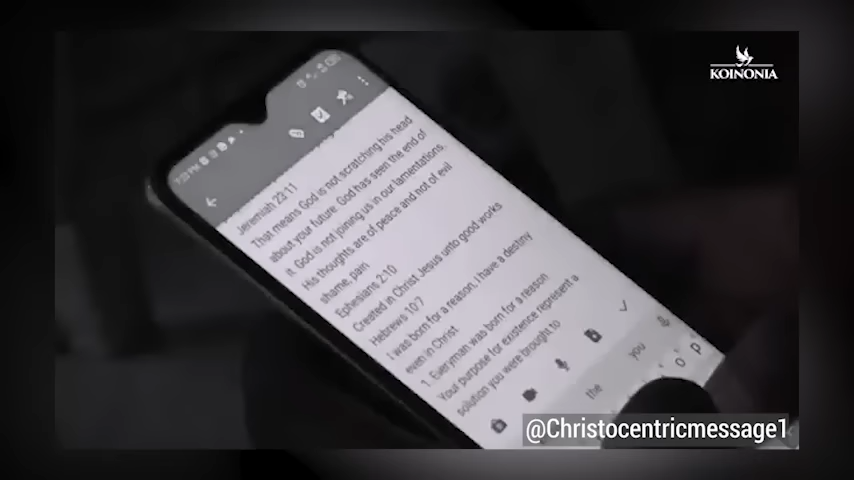 KOINONIA
7:23 PM
Jeremiah 23:11
That means God is not scratching his head
about your future. God has seen the end of
it. God is not joining us in our lamentations.
His thoughts are of peace and not of evil
shame, pain
Ephesians 2:10
Created in Christ Jesus unto good works
Hebrews 10:7
I was born for a reason, I have a destiny
even in Christ
1. Everyman was born for a reason
Your purpose for existence represent a
solution you were brought to
the
you
o
p
@Christocentricmessage1